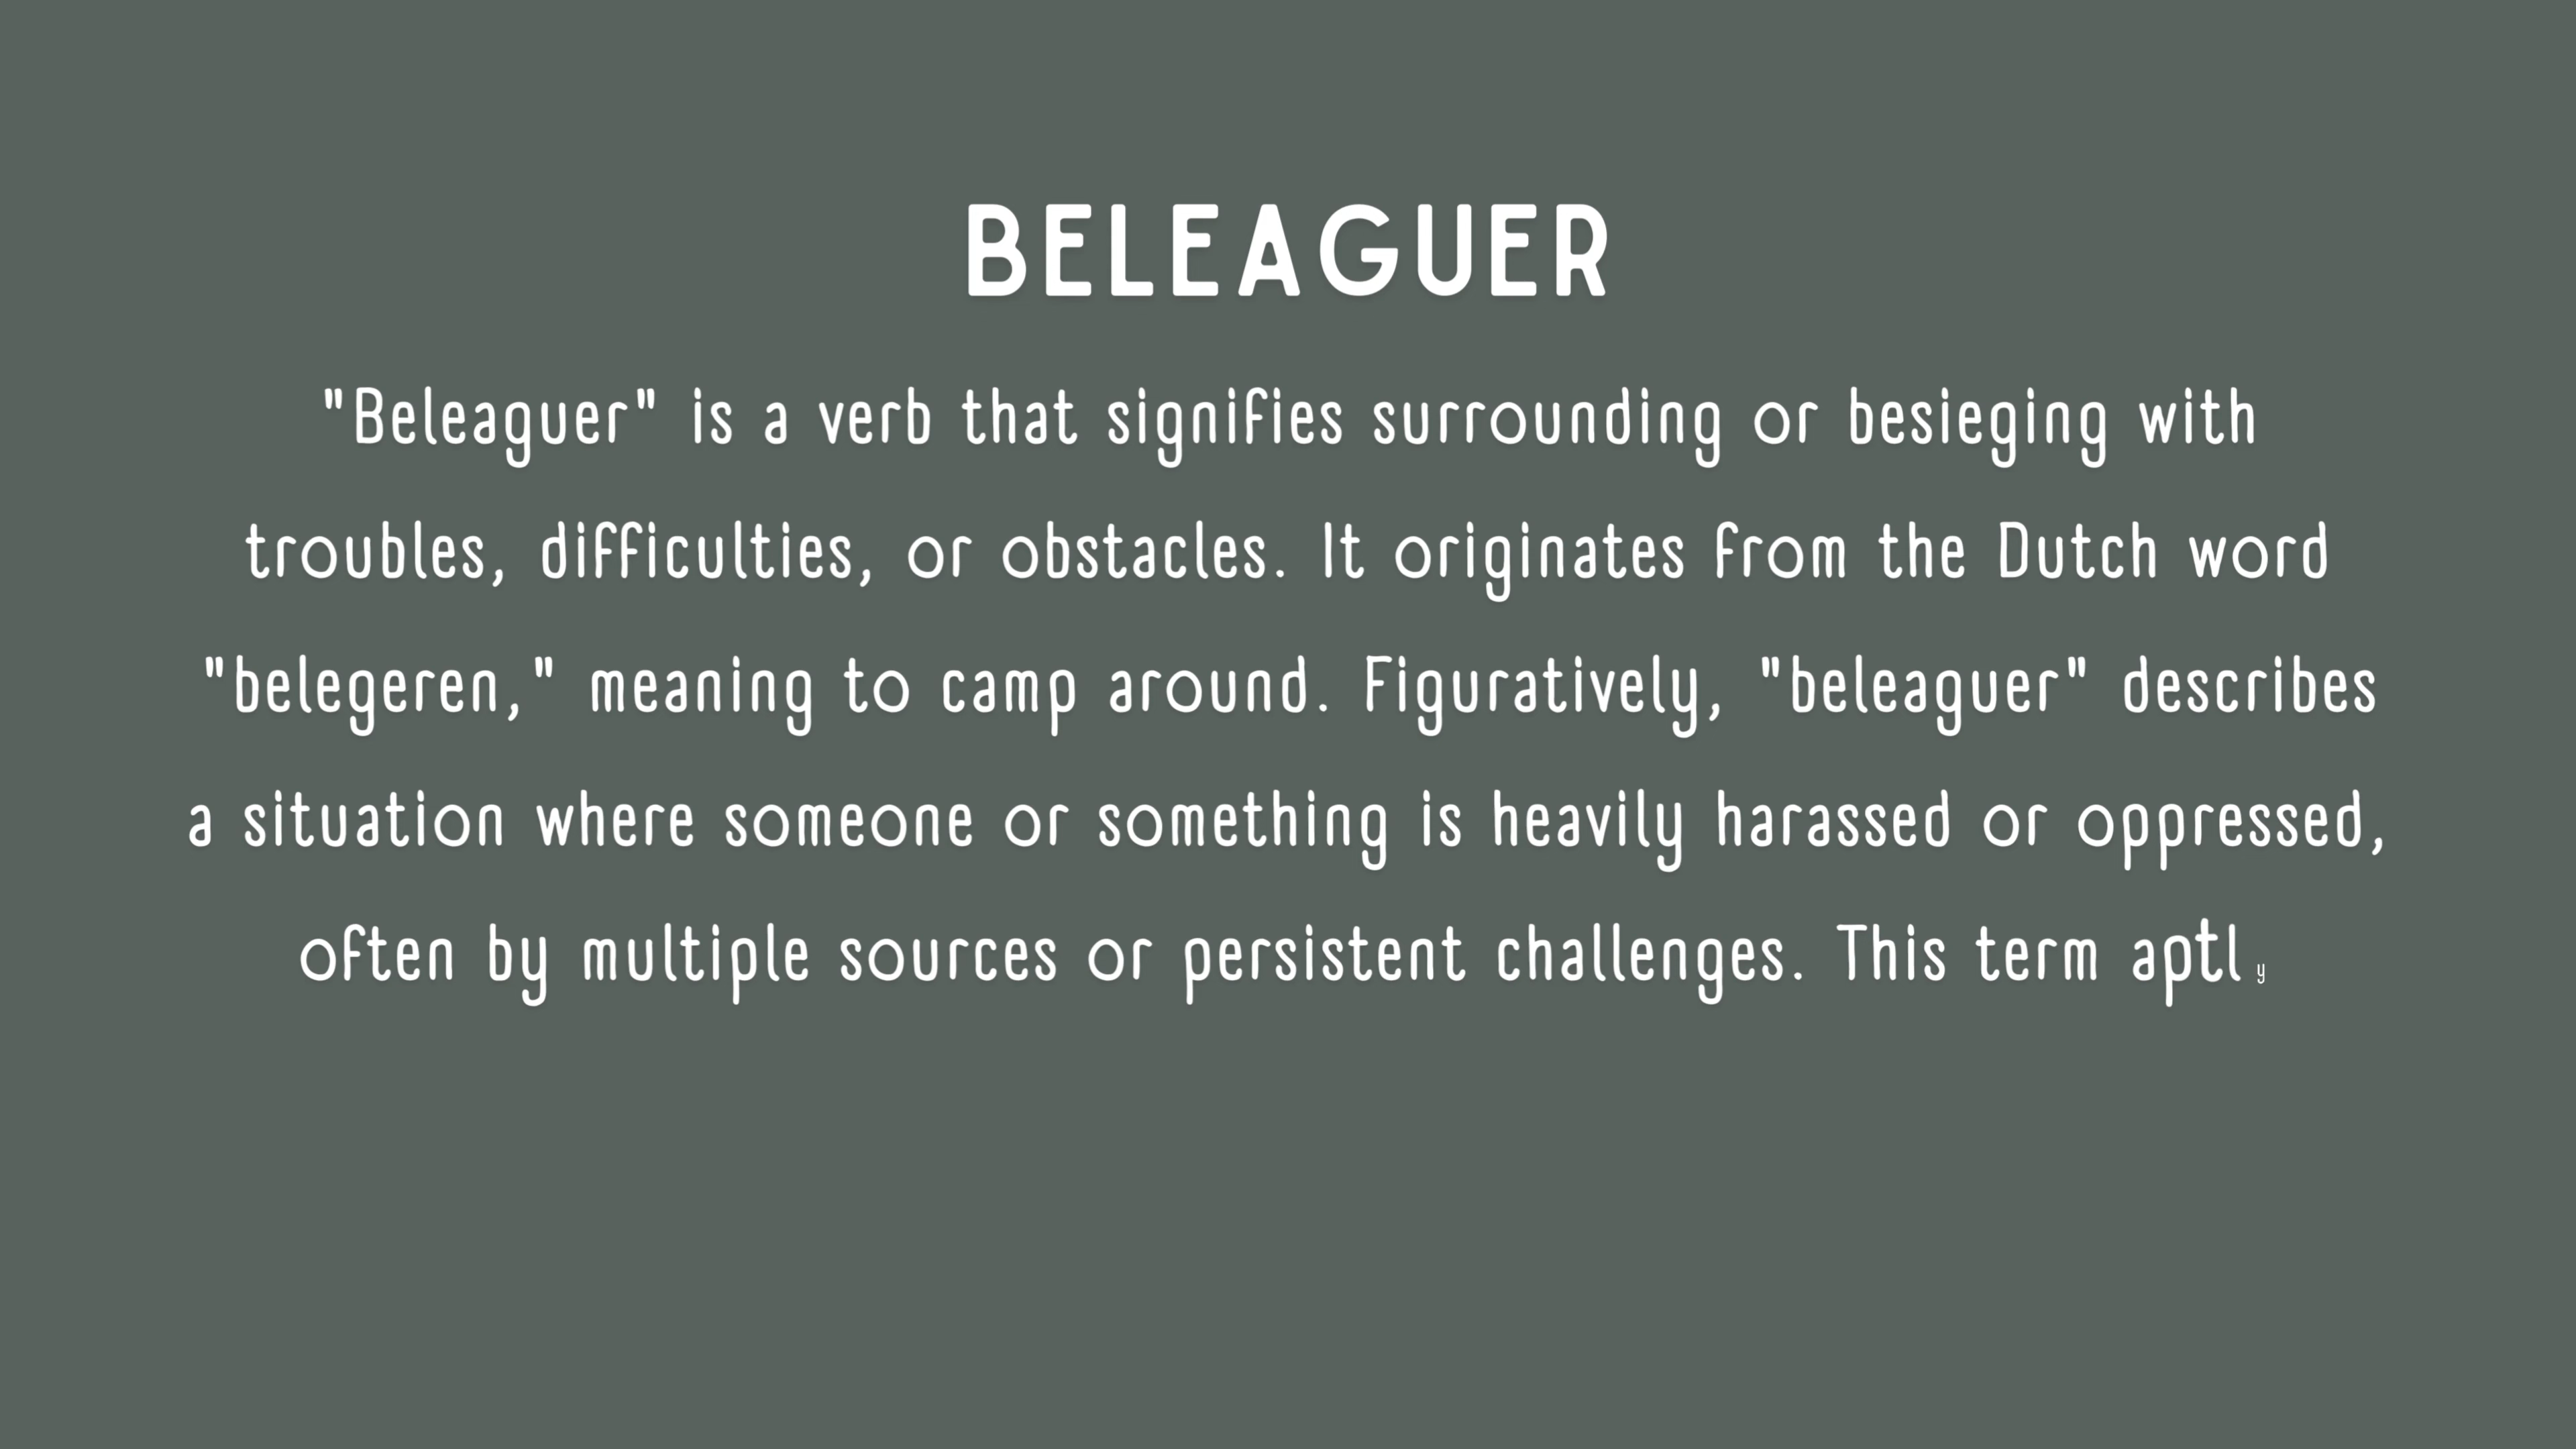 BELEAGUER
"Beleaguer" is a verb that signifies surrounding or besieging with
troubles, difficulties, or obstacles. It originates from the Dutch word
"belegeren," meaning to camp around. Figuratively, "beleaguer" describes
a situation where someone or something is heavily harassed or oppressed,
often by multiple sources or persistent challenges. This term aptly